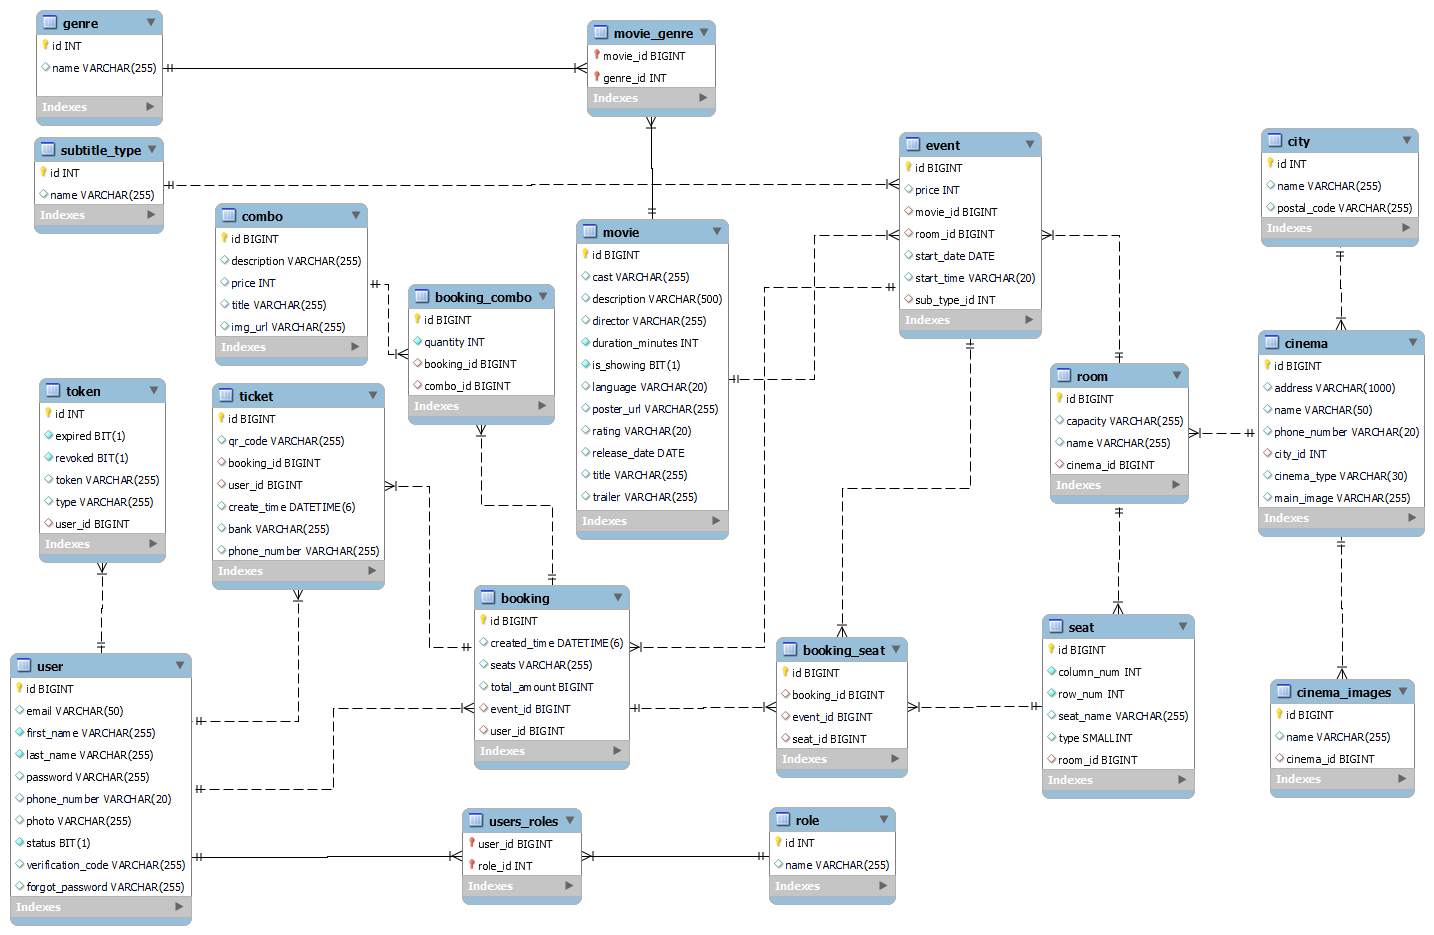 genre
id INT
name VARCHAR(255)
Indexes
movie_genre
movie_id BIGINT
genre_id INT
Indexes
subtitle_type
id INT
name VARCHAR(255)
Indexes
event
id BIGINT
price INT
movie_id BIGINT
room_id BIGINT
start_date DATE
start_time VARCHAR(20)
sub_type_id INT
Indexes
city
id INT
name VARCHAR(255)
postal_code VARCHAR(255)
Indexes
combo
id BIGINT
description VARCHAR(255)
price INT
title VARCHAR(255)
img_url VARCHAR(255)
Indexes
movie
id BIGINT
cast VARCHAR(255)
description VARCHAR(500)
director VARCHAR(255)
duration_minutes INT
is_showing BIT(1)
language VARCHAR(20)
poster_url VARCHAR(255)
rating VARCHAR(20)
release_date DATE
title VARCHAR(255)
trailer VARCHAR(255)
Indexes
booking_combo
id BIGINT
quantity INT
booking_id BIGINT
combo_id BIGINT
Indexes
cinema
id BIGINT
address VARCHAR(1000)
name VARCHAR(50)
phone_number VARCHAR(20)
city_id INT
cinema_type VARCHAR(30)
main_image VARCHAR(255)
Indexes
room
id BIGINT
capacity VARCHAR(255)
name VARCHAR(255)
cinema_id BIGINT
Indexes
token
id INT
expired BIT(1)
revoked BIT(1)
token VARCHAR(255)
type VARCHAR(255)
user_id BIGINT
Indexes
ticket
id BIGINT
qr_code VARCHAR(255)
booking_id BIGINT
user_id BIGINT
create_time DATETIME(6)
bank VARCHAR(255)
phone_number VARCHAR(255)
Indexes
booking
id BIGINT
created_time DATETIME(6)
seats VARCHAR(255)
total_amount BIGINT
event_id BIGINT
user_id BIGINT
Indexes
booking_seat
id BIGINT
booking_id BIGINT
event_id BIGINT
seat_id BIGINT
Indexes
seat
id BIGINT
column_num INT
row_num INT
seat_name VARCHAR(255)
type SMALLINT
room_id BIGINT
Indexes
cinema_images
id BIGINT
name VARCHAR(255)
cinema_id BIGINT
Indexes
user
id BIGINT
email VARCHAR(50)
first_name VARCHAR(255)
last_name VARCHAR(255)
password VARCHAR(255)
phone_number VARCHAR(20)
photo VARCHAR(255)
status BIT(1)
verification_code VARCHAR(255)
forgot_password VARCHAR(255)
Indexes
users_roles
user_id BIGINT
role_id INT
Indexes
role
id INT
name VARCHAR(255)
Indexes